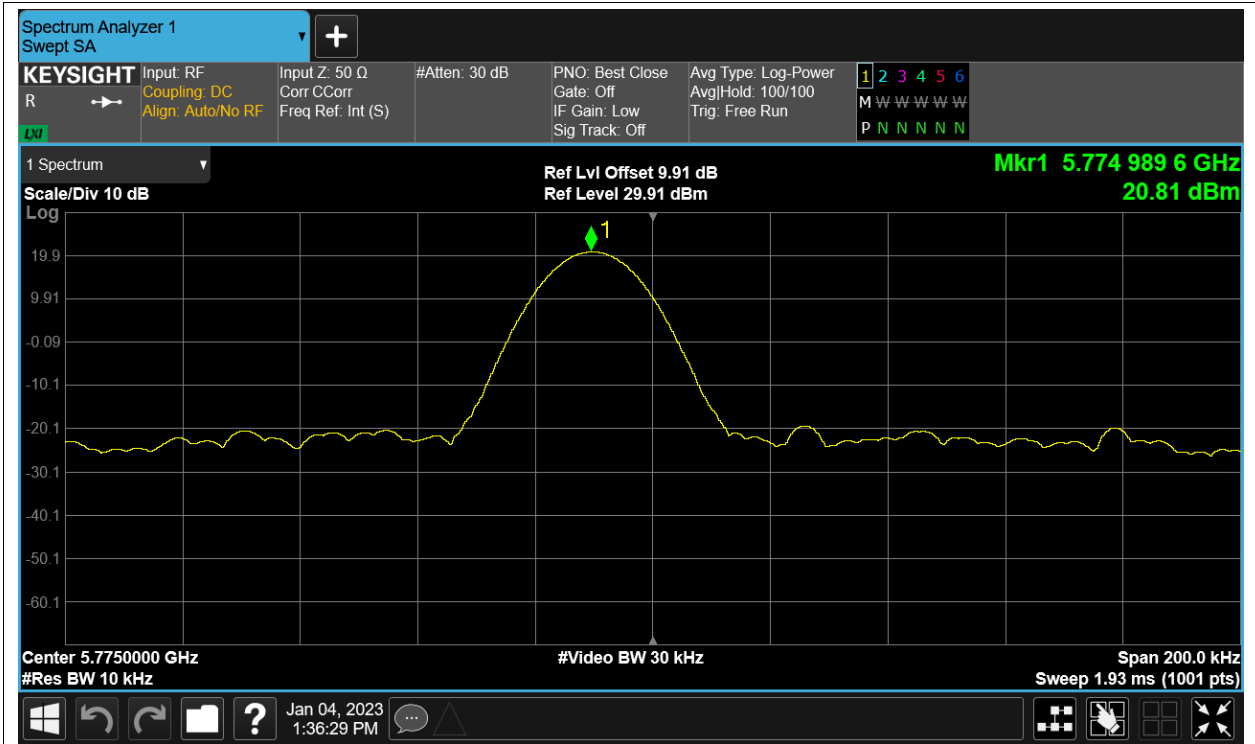 Spectrum Analyzer 1
Swept SA
KEYSIGHT
R
LXI
Input: RF
Coupling: DC
Align: Auto/No RF
Input Z: 50 Ω
Corr CCorr
Freq Ref: Int (S)
#Atten: 30 dB
PNO: Best Close
Gate: Off
IF Gain: Low
Sig Track: Off
Avg Type: Log-Power
Avg|Hold: 100/100
Trig: Free Run
1 2 3 4 5 6
M W W W W W
P N N N N N
1 Spectrum
Scale/Div 10 dB
Log
Ref Lvl Offset 9.91 dB
Ref Level 29.91 dBm
Mkr1 5.774 989 6 GHz
20.81 dBm
1
19.9
9.91
-0.09
-10.1
-20.1
-30.1
-40.1
-50.1
-60.1
Center 5.7750000 GHz
#Res BW 10 kHz
#Video BW 30 kHz
Span 200.0 kHz
Sweep 1.93 ms (1001 pts)
?
Jan 04, 2023
1:36:29 PM